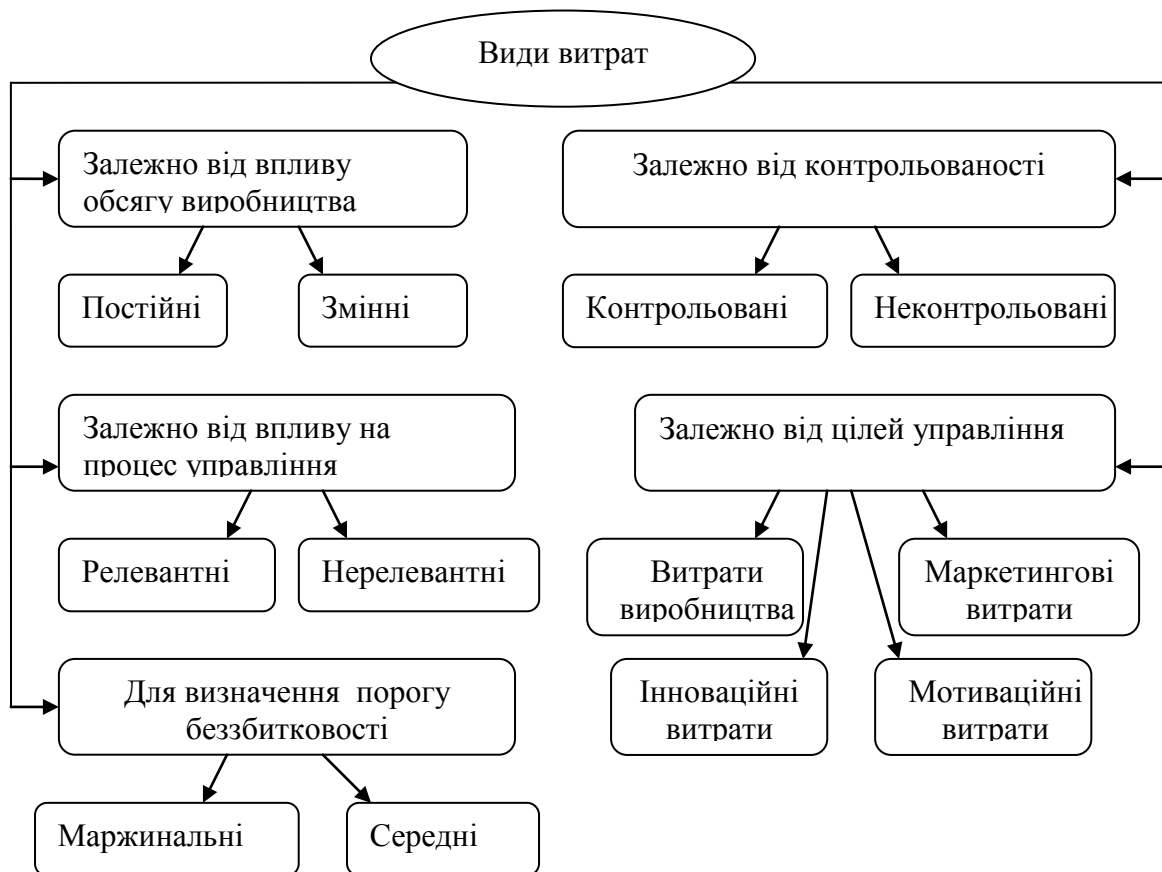 Види витрат
Залежно від впливу
обсягу виробництва
Залежно від контрольованості
Постійні
Змінні
Контрольовані
Неконтрольовані
Залежно від впливу на
процес управління
Залежно від цілей управління
Релевантні
Нерелевантні
Витрати
виробництва
Маркетингові
витрати
Для визначення порогу
беззбитковості
Інноваційні
витрати
Мотиваційні
витрати
Маржинальні
Середні